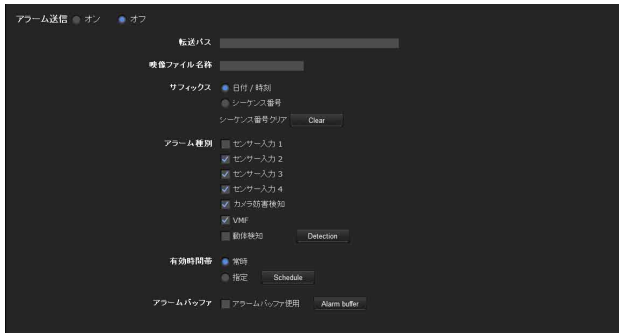 アラーム送信 オン オフ
転送パス
映像ファイル名称
サフィックス 日付 / 時刻
シーケンス番号
シーケンス番号クリア Clear
アラーム種別 センサー入力 1
センサー入力 2
センサー入力 3
センサー入力 4
カメラ妨害検知
VMF
動体検知 Detection
有効時間帯 常時
指定 Schedule
アラームバッファ アラームバッファ使用 Alarm buffer